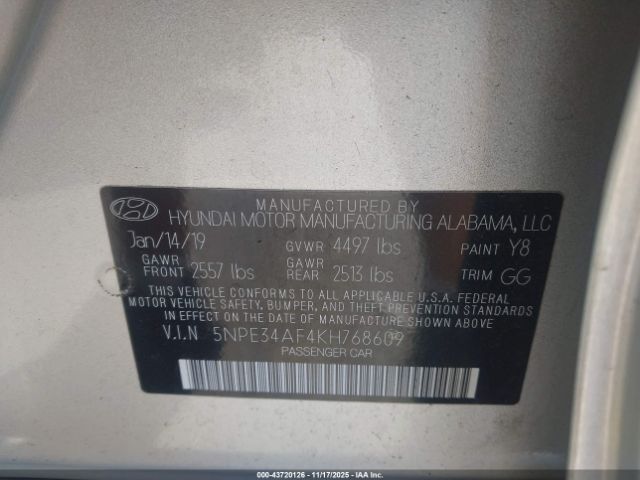 MANUFACTURED BY
HYUNDAI MOTOR MANUFACTURING ALABAMA, LLC
Jan/14/19 GVWR 4497 lbs PAINT Y8
GAWR FRONT 2557 lbs GAWR REAR 2513 lbs TRIM GG
THIS VEHICLE CONFORMS TO ALL APPLICABLE U.S.A. FEDERAL
MOTOR VEHICLE SAFETY, BUMPER, AND THEFT PREVENTION STANDARDS
IN EFFECT ON THE DATE OF MANUFACTURE SHOWN ABOVE.
V.I.N 5NPE34AF4KH768609
PASSENGER CAR
000-43720126 - 11/17/2025 - IAA Inc.